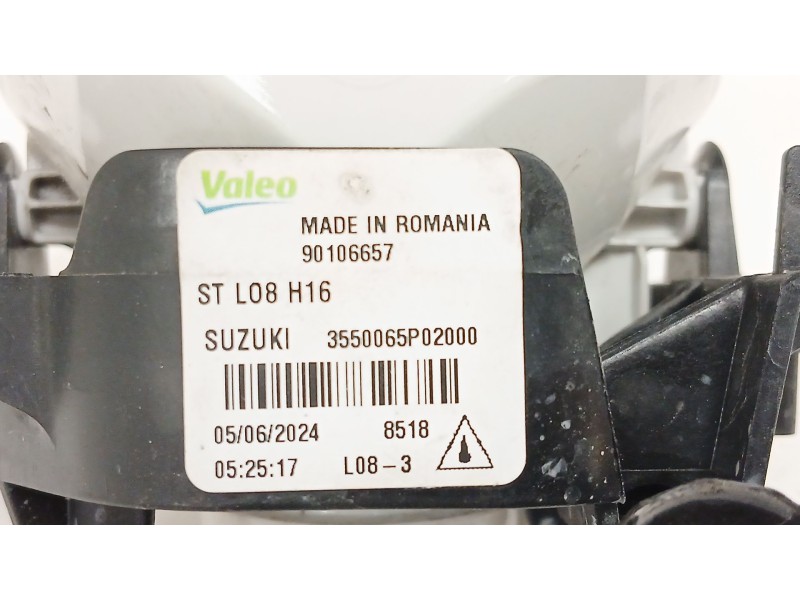 Valeo
MADE IN ROMANIA
90106657
ST L08 H16
SUZUKI 3550065P02000
05/06/2024 8518
05:25:17 L08-3